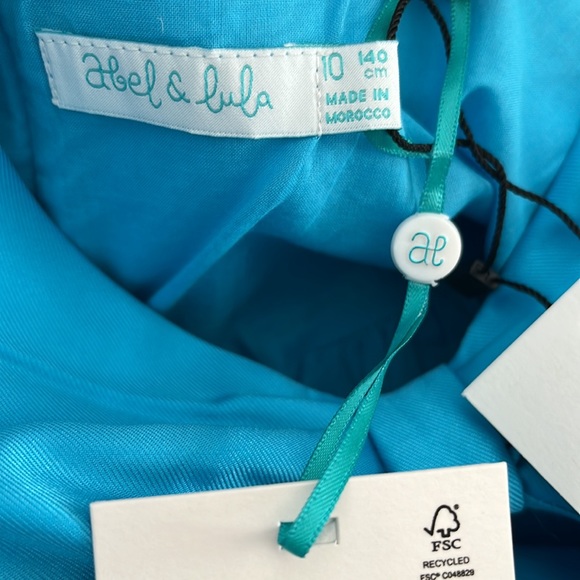 abel & lula
10 140 cm
MADE IN
MOROCCO
al
FSC
RECYCLED
FSC® C048829